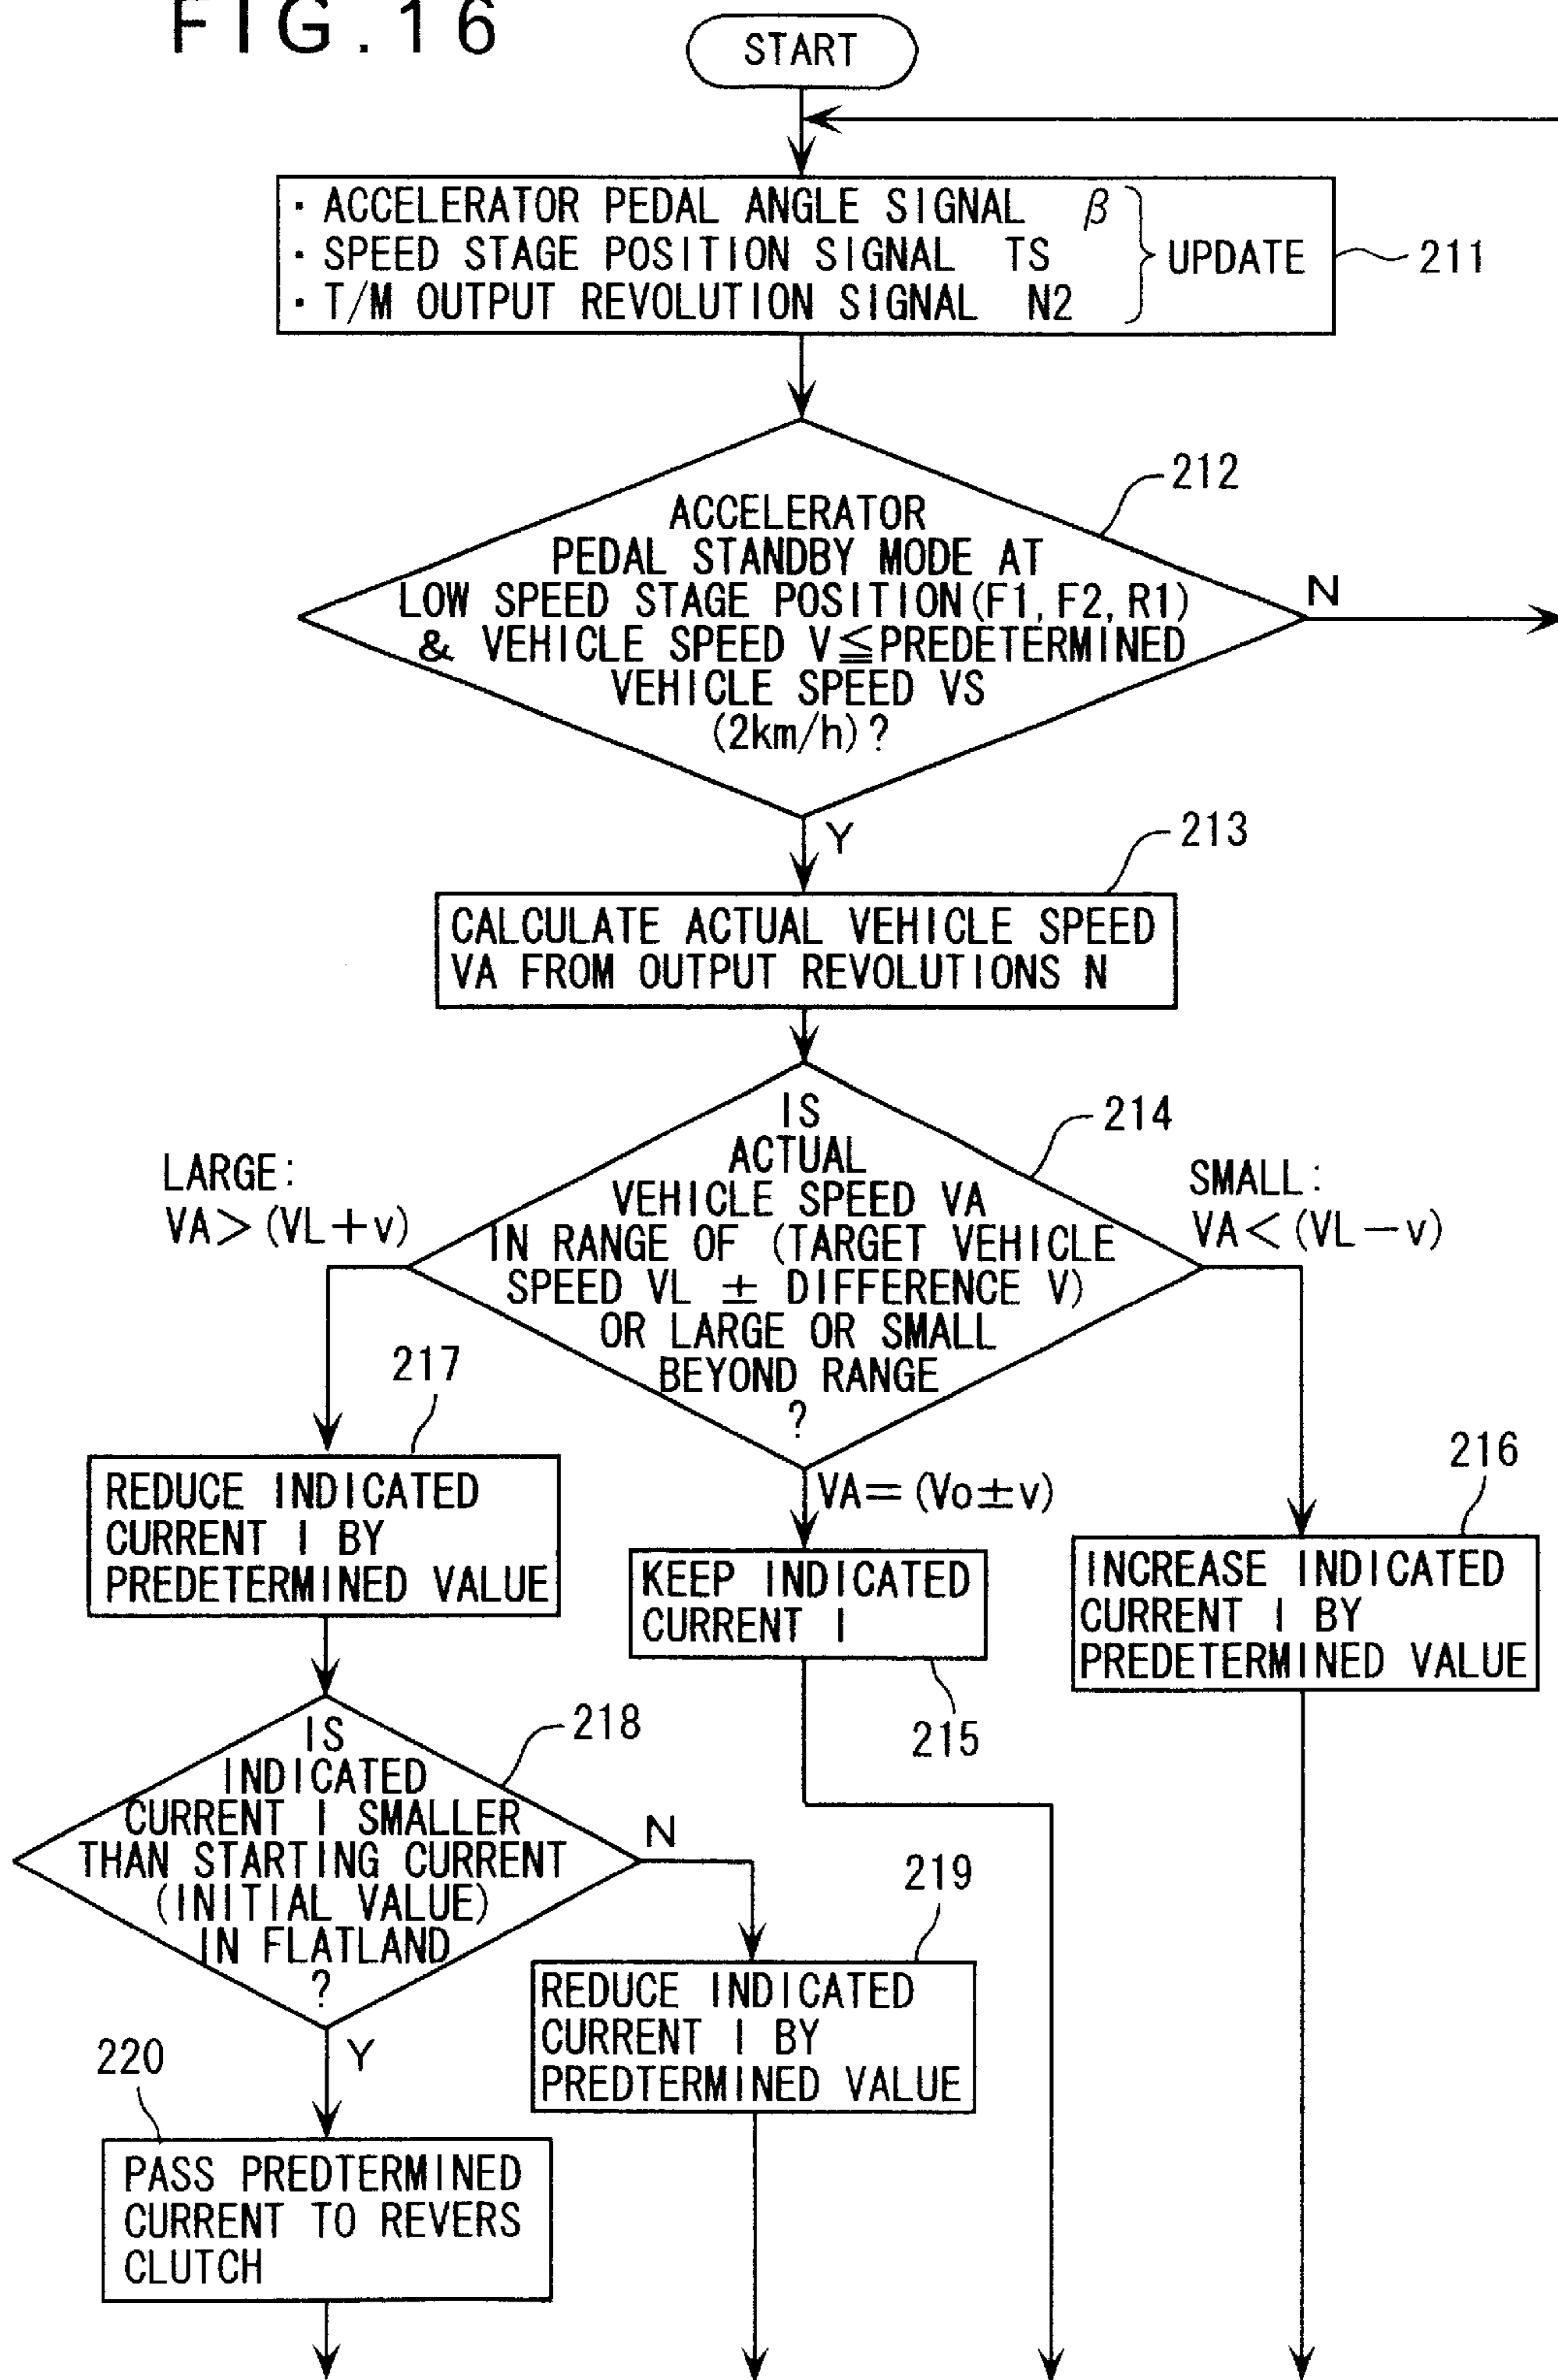 FIG.16
START
· ACCELERATOR PEDAL ANGLE SIGNAL β
· SPEED STAGE POSITION SIGNAL TS
· T/M OUTPUT REVOLUTION SIGNAL N2
UPDATE
211
212
ACCELERATOR
PEDAL STANDBY MODE AT
LOW SPEED STAGE POSITION(F1,F2,R1)
& VEHICLE SPEED V≦PREDETERMINED
VEHICLE SPEED VS
(2km/h)?
N
Y
213
CALCULATE ACTUAL VEHICLE SPEED
VA FROM OUTPUT REVOLUTIONS N
214
IS
ACTUAL
VEHICLE SPEED VA
IN RANGE OF (TARGET VEHICLE
SPEED VL ± DIFFERENCE V)
OR LARGE OR SMALL
BEYOND RANGE
?
LARGE:
VA>(VL+v)
SMALL:
VA<(VL-v)
217
REDUCE INDICATED
CURRENT I BY
PREDETERMINED VALUE
VA=(Vo±v)
KEEP INDICATED
CURRENT I
215
216
INCREASE INDICATED
CURRENT I BY
PREDETERMINED VALUE
218
IS
INDICATED
CURRENT I SMALLER
THAN STARTING CURRENT
(INITIAL VALUE)
IN FLATLAND
?
N
219
REDUCE INDICATED
CURRENT I BY
PREDTERMINED VALUE
Y
220
PASS PREDTERMINED
CURRENT TO REVERS
CLUTCH